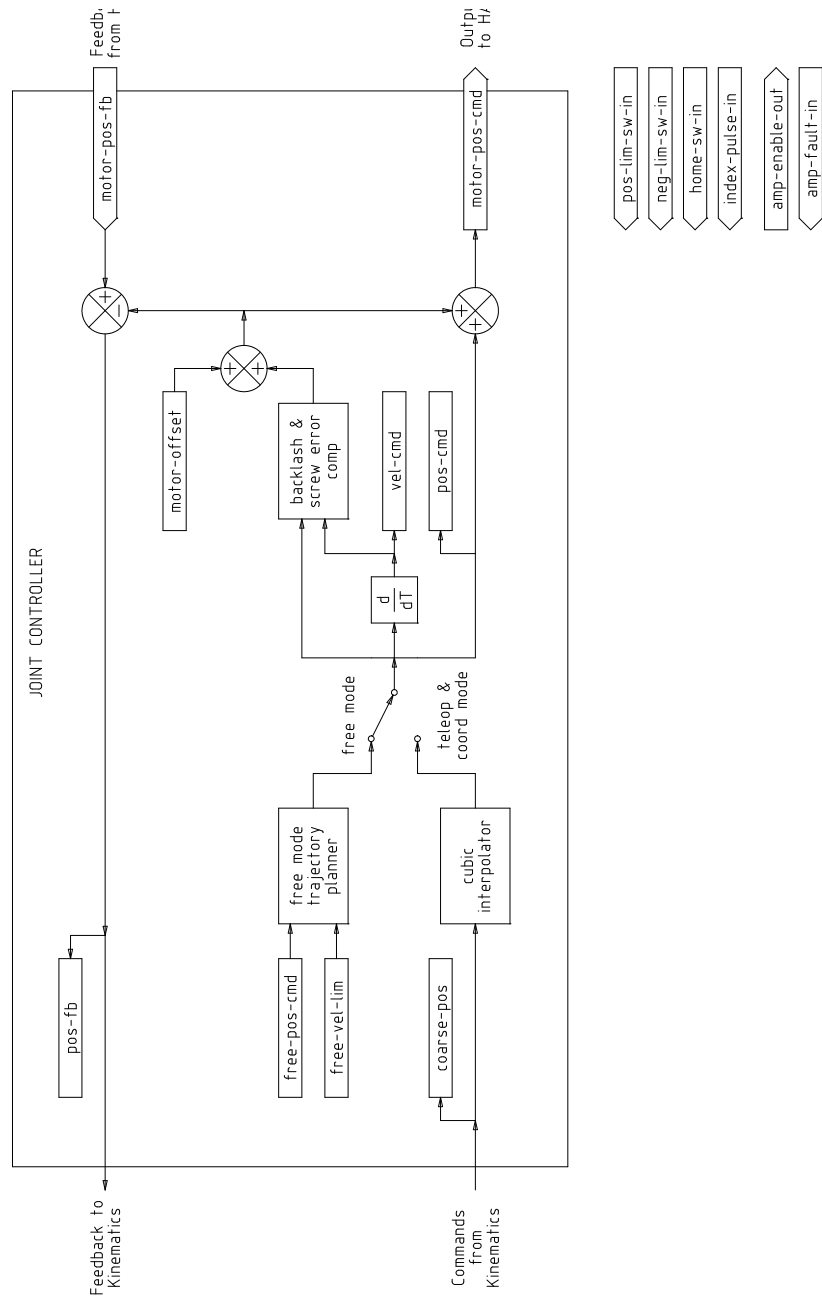 JOINT CONTROLLER
Feedback to
Kinematics
pos-fb
motor-pos-fb
from
motor-offset
free-pos-cmd
free-vel-lim
free mode
trajectory
planner
free mode
backlash &
screw error
comp
d
dT
vel-cmd
pos-cmd
teleop &
coord mode
coarse-pos
cubic
interpolator
Commands
from
Kinematics
motor-pos-cmd
to
+
-
+
+
+
+
pos-lim-sw-in
neg-lim-sw-in
home-sw-in
index-pulse-in
amp-enable-out
amp-fault-in